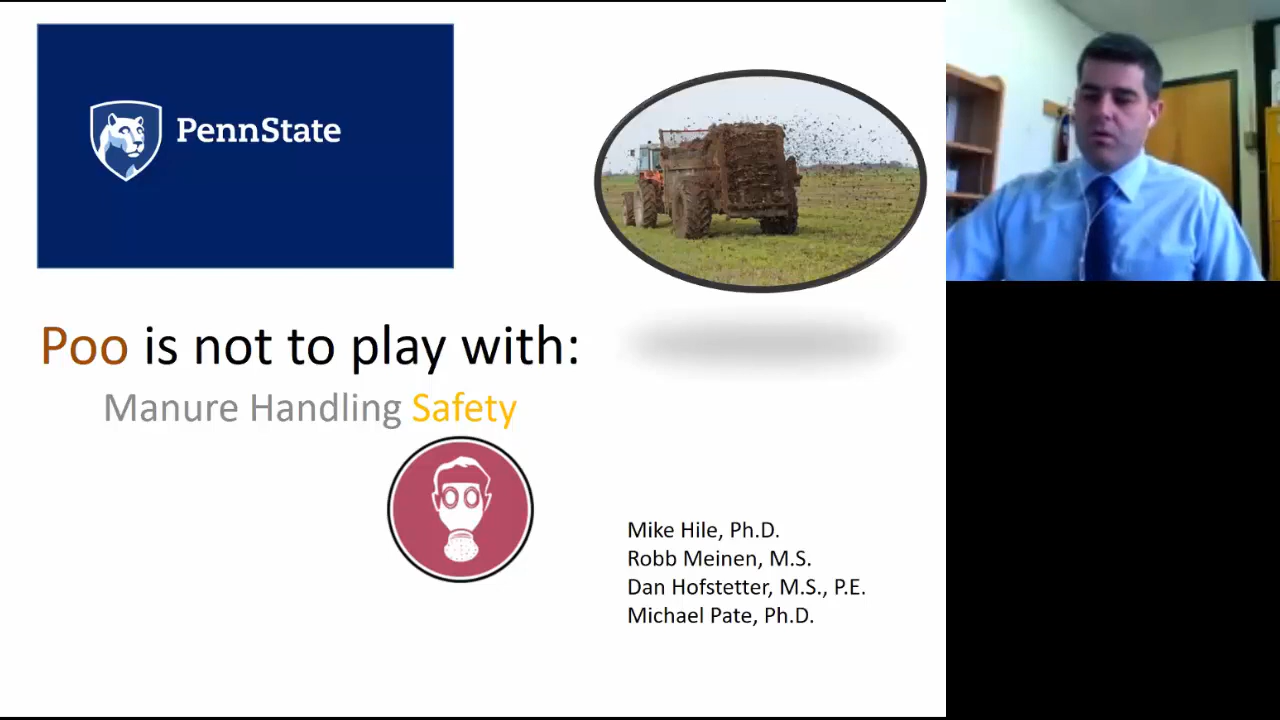 PennState
Poo is not to play with:
Manure Handling Safety
Mike Hile, Ph.D.
Robb Meinen, M.S.
Dan Hofstetter, M.S., P.E.
Michael Pate, Ph.D.